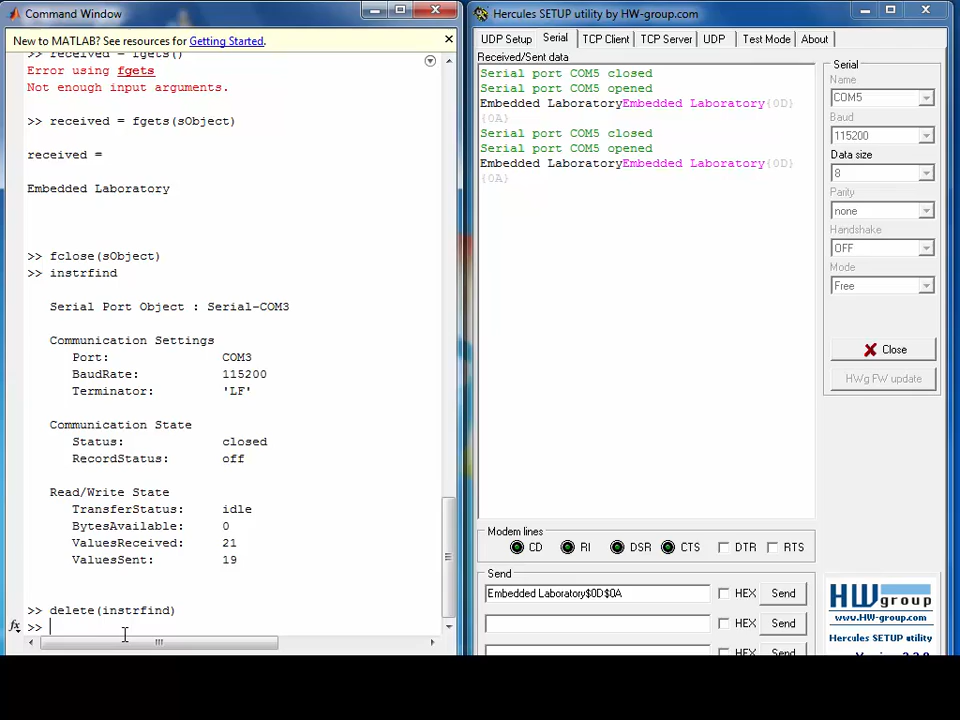 Command Window
New to MATLAB? See resources for Getting Started.
>> received = fgets()
Error using fgets
Not enough input arguments.
>> received = fgets(sObject)
received =
Embedded Laboratory
>> fclose(sObject)
>> instrfind
Serial Port Object : Serial-COM3
Communication Settings
Port: COM3
BaudRate: 115200
Terminator: 'LF'
Communication State
Status: closed
RecordStatus: off
Read/Write State
TransferStatus: idle
BytesAvailable: 0
ValuesReceived: 21
ValuesSent: 19
>> delete(instrfind)
fx >>
Hercules SETUP utility by HW-group.com
UDP Setup Serial TCP Client TCP Server UDP Test Mode About
Received/Sent data
Serial port COM5 closed
Serial port COM5 opened
Embedded LaboratoryEmbedded Laboratory{0D}
{0A}
Serial port COM5 closed
Serial port COM5 opened
Embedded LaboratoryEmbedded Laboratory{0D}
{0A}
Serial
Name
COM5
Baud
115200
Data size
8
Parity
none
Handshake
OFF
Mode
Free
Close
HWg FW update
Modem lines
CD RI DSR CTS DTR RTS
Send
Embedded Laboratory$0D$0A HEX Send
HEX Send
HEX Send
HWgroup
www.HW-group.com
Hercules SETUP utility